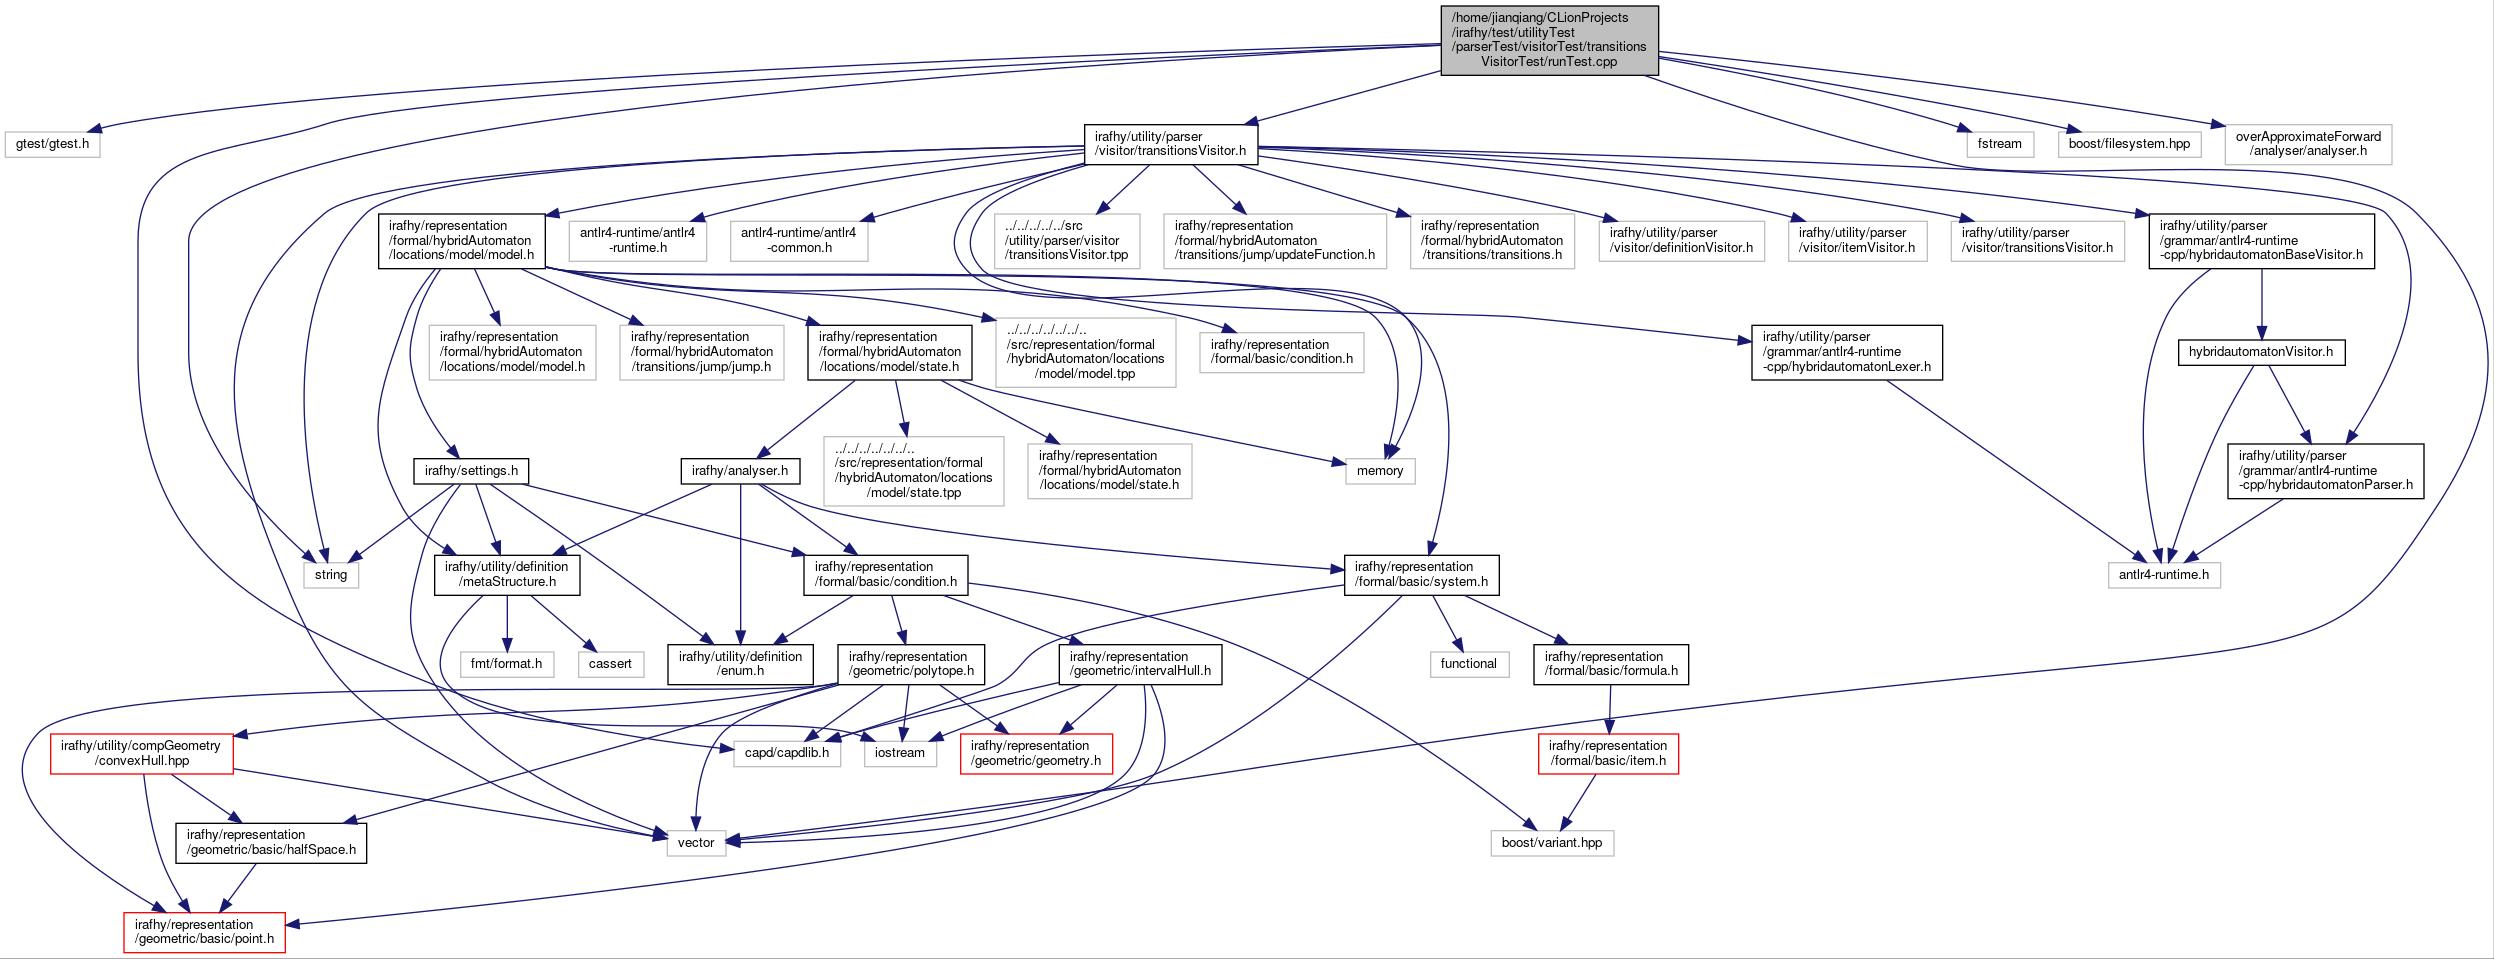 /home/jianqiang/CLionProjects
/irafhy/test/utilityTest
/parserTest/visitorTest/transitions
VisitorTest/runTest.cpp
gtest/gtest.h
irafhy/utility/parser
/visitor/transitionsVisitor.h
fstream
boost/filesystem.hpp
overApproximateForward
/analyser/analyser.h
irafhy/representation
/formal/hybridAutomaton
/locations/model/model.h
antlr4-runtime/antlr4
-runtime.h
antlr4-runtime/antlr4
-common.h
../../../../../src
/utility/parser/visitor
/transitionsVisitor.tpp
irafhy/representation
/formal/hybridAutomaton
/transitions/jump/updateFunction.h
irafhy/representation
/formal/hybridAutomaton
/transitions/transitions.h
irafhy/utility/parser
/visitor/definitionVisitor.h
irafhy/utility/parser
/visitor/itemVisitor.h
irafhy/utility/parser
/visitor/transitionsVisitor.h
irafhy/utility/parser
/grammar/antlr4-runtime
-cpp/hybridautomatonBaseVisitor.h
irafhy/representation
/formal/hybridAutomaton
/locations/model/model.h
irafhy/representation
/formal/hybridAutomaton
/transitions/jump/jump.h
irafhy/representation
/formal/hybridAutomaton
/locations/model/state.h
../../../../../../..
/src/representation/formal
/hybridAutomaton/locations
/model/model.tpp
irafhy/representation
/formal/basic/condition.h
irafhy/utility/parser
/grammar/antlr4-runtime
-cpp/hybridautomatonLexer.h
hybridautomatonVisitor.h
irafhy/settings.h
irafhy/analyser.h
../../../../../../..
/src/representation/formal
/hybridAutomaton/locations
/model/state.tpp
irafhy/representation
/formal/hybridAutomaton
/locations/model/state.h
memory
irafhy/utility/parser
/grammar/antlr4-runtime
-cpp/hybridautomatonParser.h
string
irafhy/utility/definition
/metaStructure.h
irafhy/representation
/formal/basic/condition.h
irafhy/representation
/formal/basic/system.h
antlr4-runtime.h
fmt/format.h
cassert
irafhy/utility/definition
/enum.h
irafhy/representation
/geometric/polytope.h
irafhy/representation
/geometric/intervalHull.h
functional
irafhy/representation
/formal/basic/formula.h
irafhy/utility/compGeometry
/convexHull.hpp
capd/capdlib.h
iostream
irafhy/representation
/geometric/geometry.h
irafhy/representation
/formal/basic/item.h
irafhy/representation
/geometric/basic/halfSpace.h
vector
boost/variant.hpp
irafhy/representation
/geometric/basic/point.h